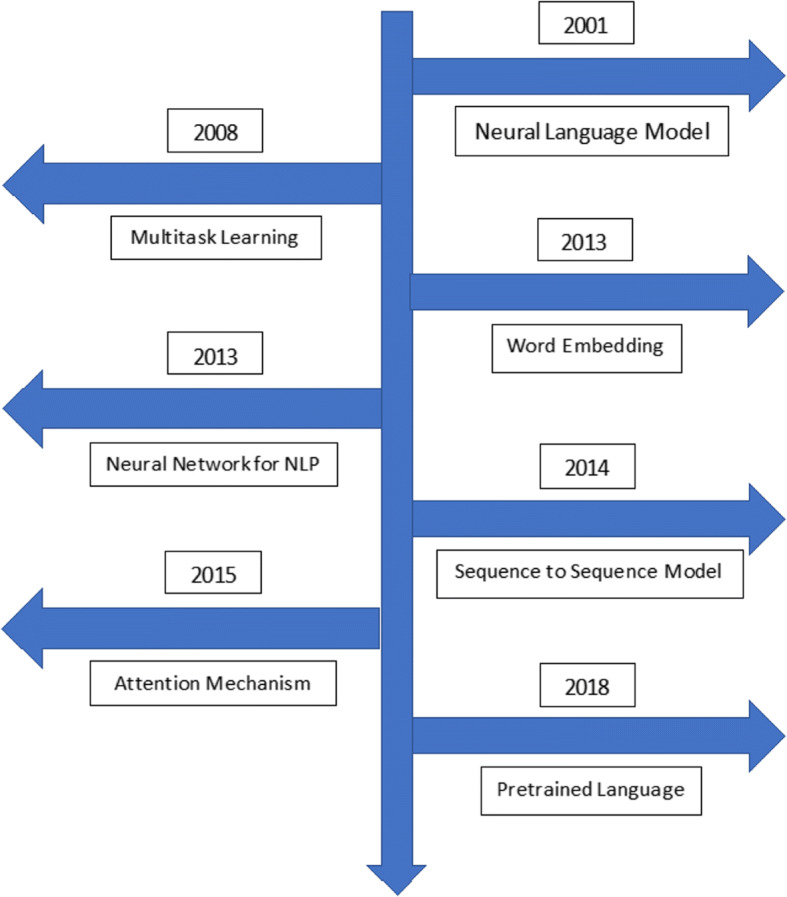 2001
Neural Language Model
2008
Multitask Learning
2013
Word Embedding
2013
Neural Network for NLP
2014
Sequence to Sequence Model
2015
Attention Mechanism
2018
Pretrained Language